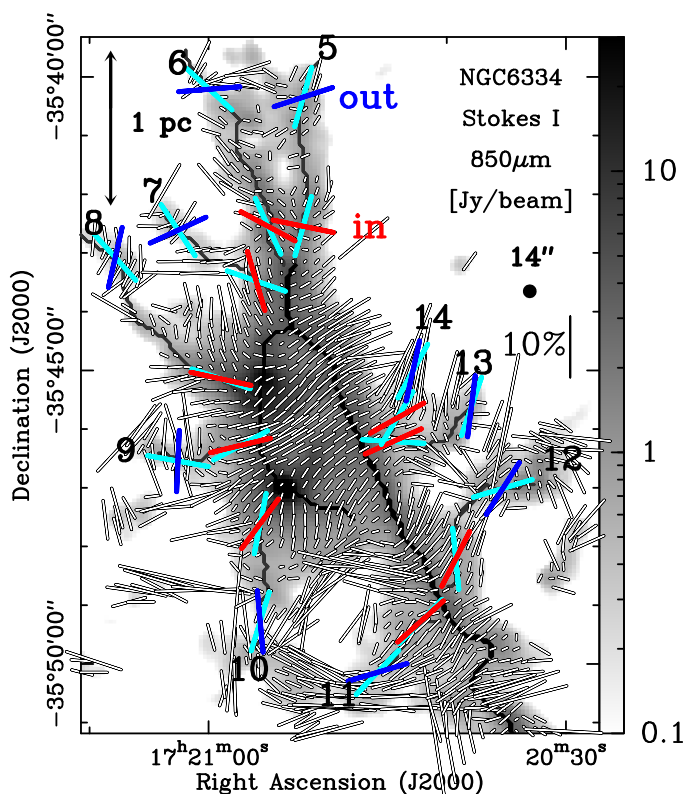 NGC6334
Stokes I
850μm
[Jy/beam]
5
6
out
1 pc
7
in
8
14″
14
10%
13
9
12
10
11
10
1
0.1
−35°40′00″
−35°45′00″
−35°50′00″
Declination (J2000)
17ʰ21ᵐ00ˢ
20ᵐ30ˢ
Right Ascension (J2000)